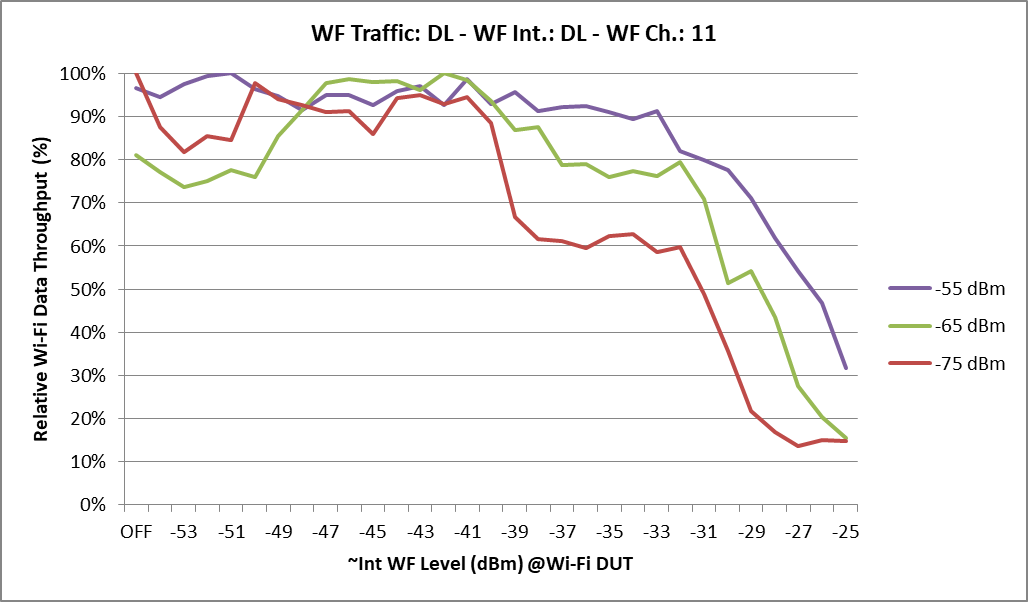 WF Traffic: DL - WF Int.: DL - WF Ch.: 11
Relative Wi-Fi Data Throughput (%)
100%
90%
80%
70%
60%
50%
40%
30%
20%
10%
0%
OFF -53 -51 -49 -47 -45 -43 -41 -39 -37 -35 -33 -31 -29 -27 -25
~Int WF Level (dBm) @Wi-Fi DUT
-55 dBm
-65 dBm
-75 dBm